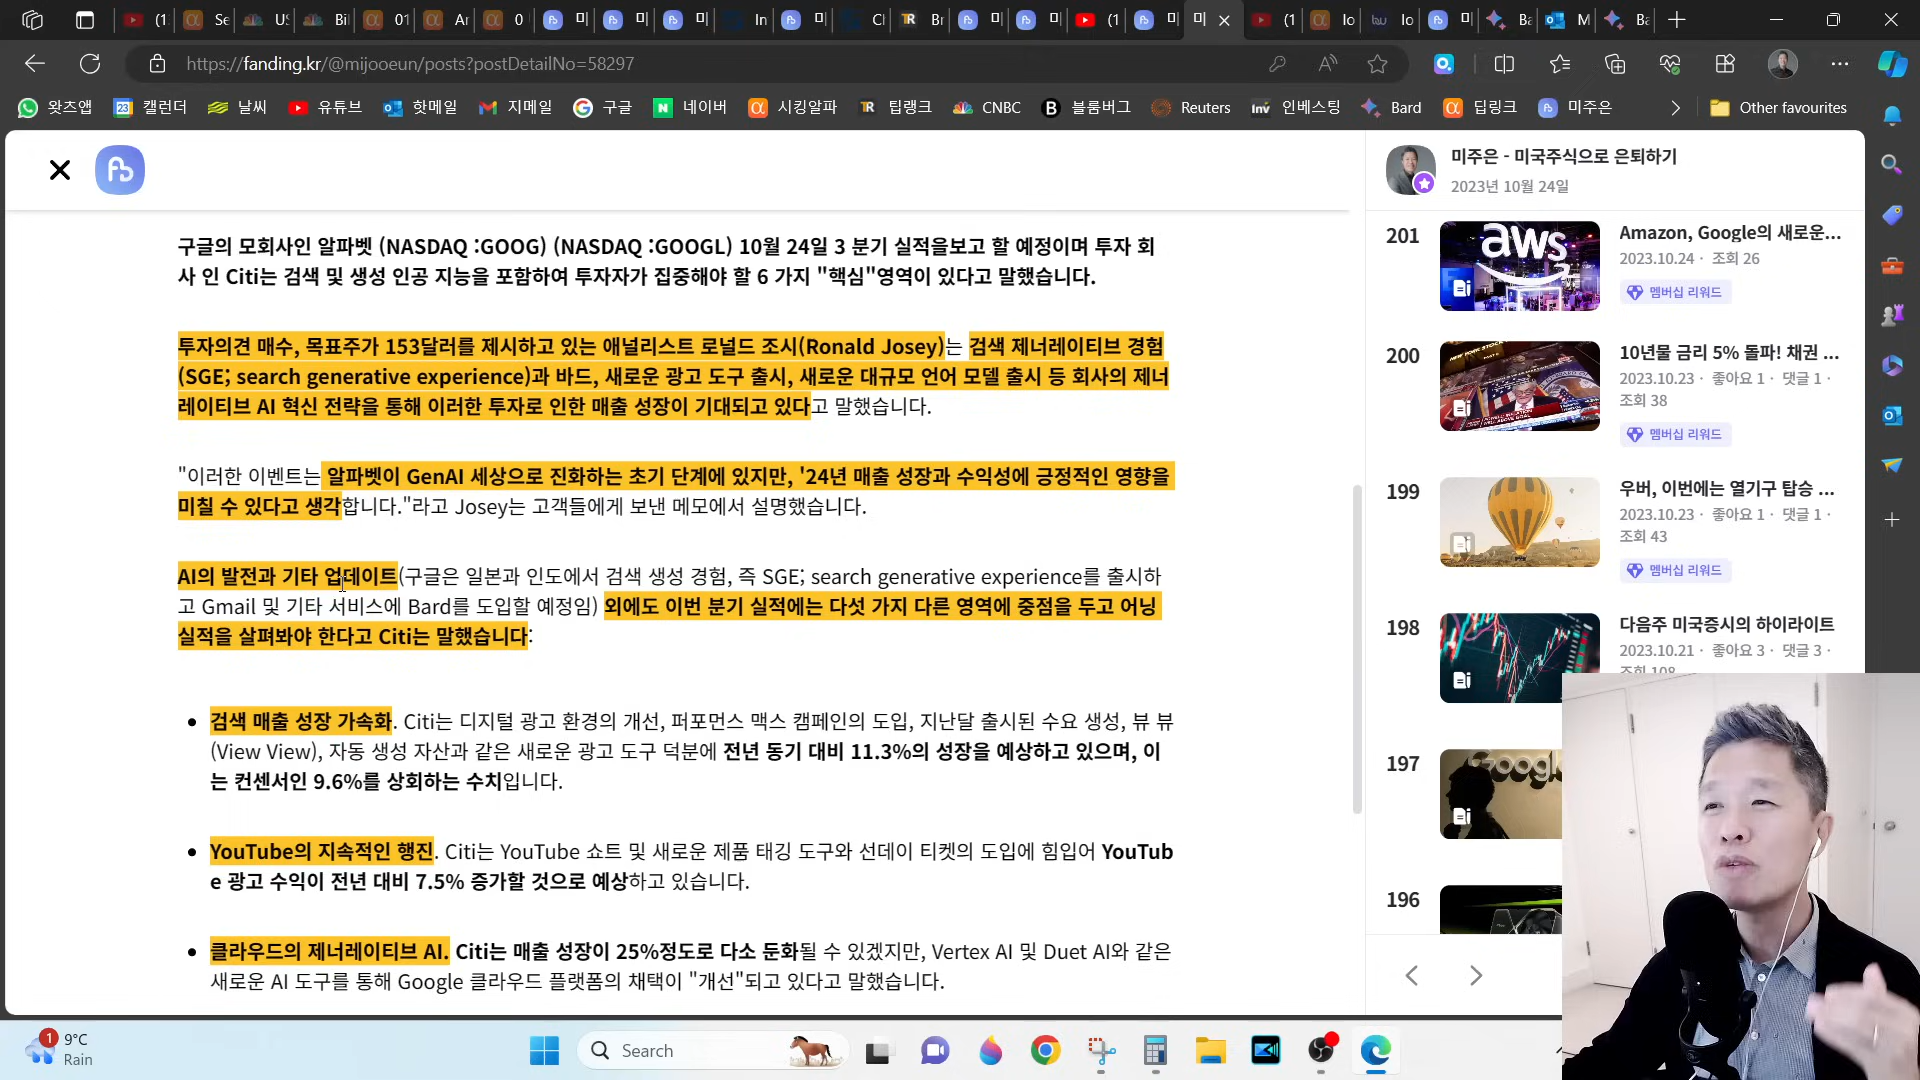 https://fanding.kr/@mijooeun/posts?postDetailNo=58297
왓츠앱 캘린더 날씨 유튜브 핫메일 지메일 구글 네이버 시킹알파 팁랭크 CNBC 블룸버그 Reuters 인베스팅 Bard 딥링크 미주은 Other favourites
구글의 모회사인 알파벳 (NASDAQ :GOOG) (NASDAQ :GOOGL) 10월 24일 3 분기 실적을보고 할 예정이며 투자 회
사 인 Citi는 검색 및 생성 인공 지능을 포함하여 투자자가 집중해야 할 6 가지 "핵심"영역이 있다고 말했습니다.
투자의견 매수, 목표주가 153달러를 제시하고 있는 애널리스트 로널드 조시(Ronald Josey)는 검색 제너레이티브 경험
(SGE; search generative experience)과 바드, 새로운 광고 도구 출시, 새로운 대규모 언어 모델 출시 등 회사의 제너
레이티브 AI 혁신 전략을 통해 이러한 투자로 인한 매출 성장이 기대되고 있다고 말했습니다.
"이러한 이벤트는 알파벳이 GenAI 세상으로 진화하는 초기 단계에 있지만, '24년 매출 성장과 수익성에 긍정적인 영향을
미칠 수 있다고 생각합니다."라고 Josey는 고객들에게 보낸 메모에서 설명했습니다.
AI의 발전과 기타 업데이트(구글은 일본과 인도에서 검색 생성 경험, 즉 SGE; search generative experience를 출시하
고 Gmail 및 기타 서비스에 Bard를 도입할 예정임) 외에도 이번 분기 실적에는 다섯 가지 다른 영역에 중점을 두고 어닝
실적을 살펴봐야 한다고 Citi는 말했습니다:
• 검색 매출 성장 가속화. Citi는 디지털 광고 환경의 개선, 퍼포먼스 맥스 캠페인의 도입, 지난달 출시된 수요 생성, 뷰 뷰
(View View), 자동 생성 자산과 같은 새로운 광고 도구 덕분에 전년 동기 대비 11.3%의 성장을 예상하고 있으며, 이
는 컨센서인 9.6%를 상회하는 수치입니다.
• YouTube의 지속적인 행진. Citi는 YouTube 쇼트 및 새로운 제품 태깅 도구와 선데이 티켓의 도입에 힘입어 YouTub
e 광고 수익이 전년 대비 7.5% 증가할 것으로 예상하고 있습니다.
• 클라우드의 제너레이티브 AI. Citi는 매출 성장이 25%정도로 다소 둔화될 수 있겠지만, Vertex AI 및 Duet AI와 같은
새로운 AI 도구를 통해 Google 클라우드 플랫폼의 채택이 "개선"되고 있다고 말했습니다.
미주은 - 미국주식으로 은퇴하기
2023년 10월 24일
201
aws
Amazon, Google의 새로운...
2023.10.24 · 조회 26
멤버십 리워드
200
10년물 금리 5% 돌파! 채권 ...
2023.10.23 · 좋아요 1 · 댓글 1 ·
조회 38
멤버십 리워드
199
우버, 이번에는 열기구 탑승 ...
2023.10.23 · 좋아요 1 · 댓글 1 ·
조회 43
멤버십 리워드
198
다음주 미국증시의 하이라이트
2023.10.21 · 좋아요 3 · 댓글 3 ·
조회 108
197
Google
196
1
9°C
Rain
Search